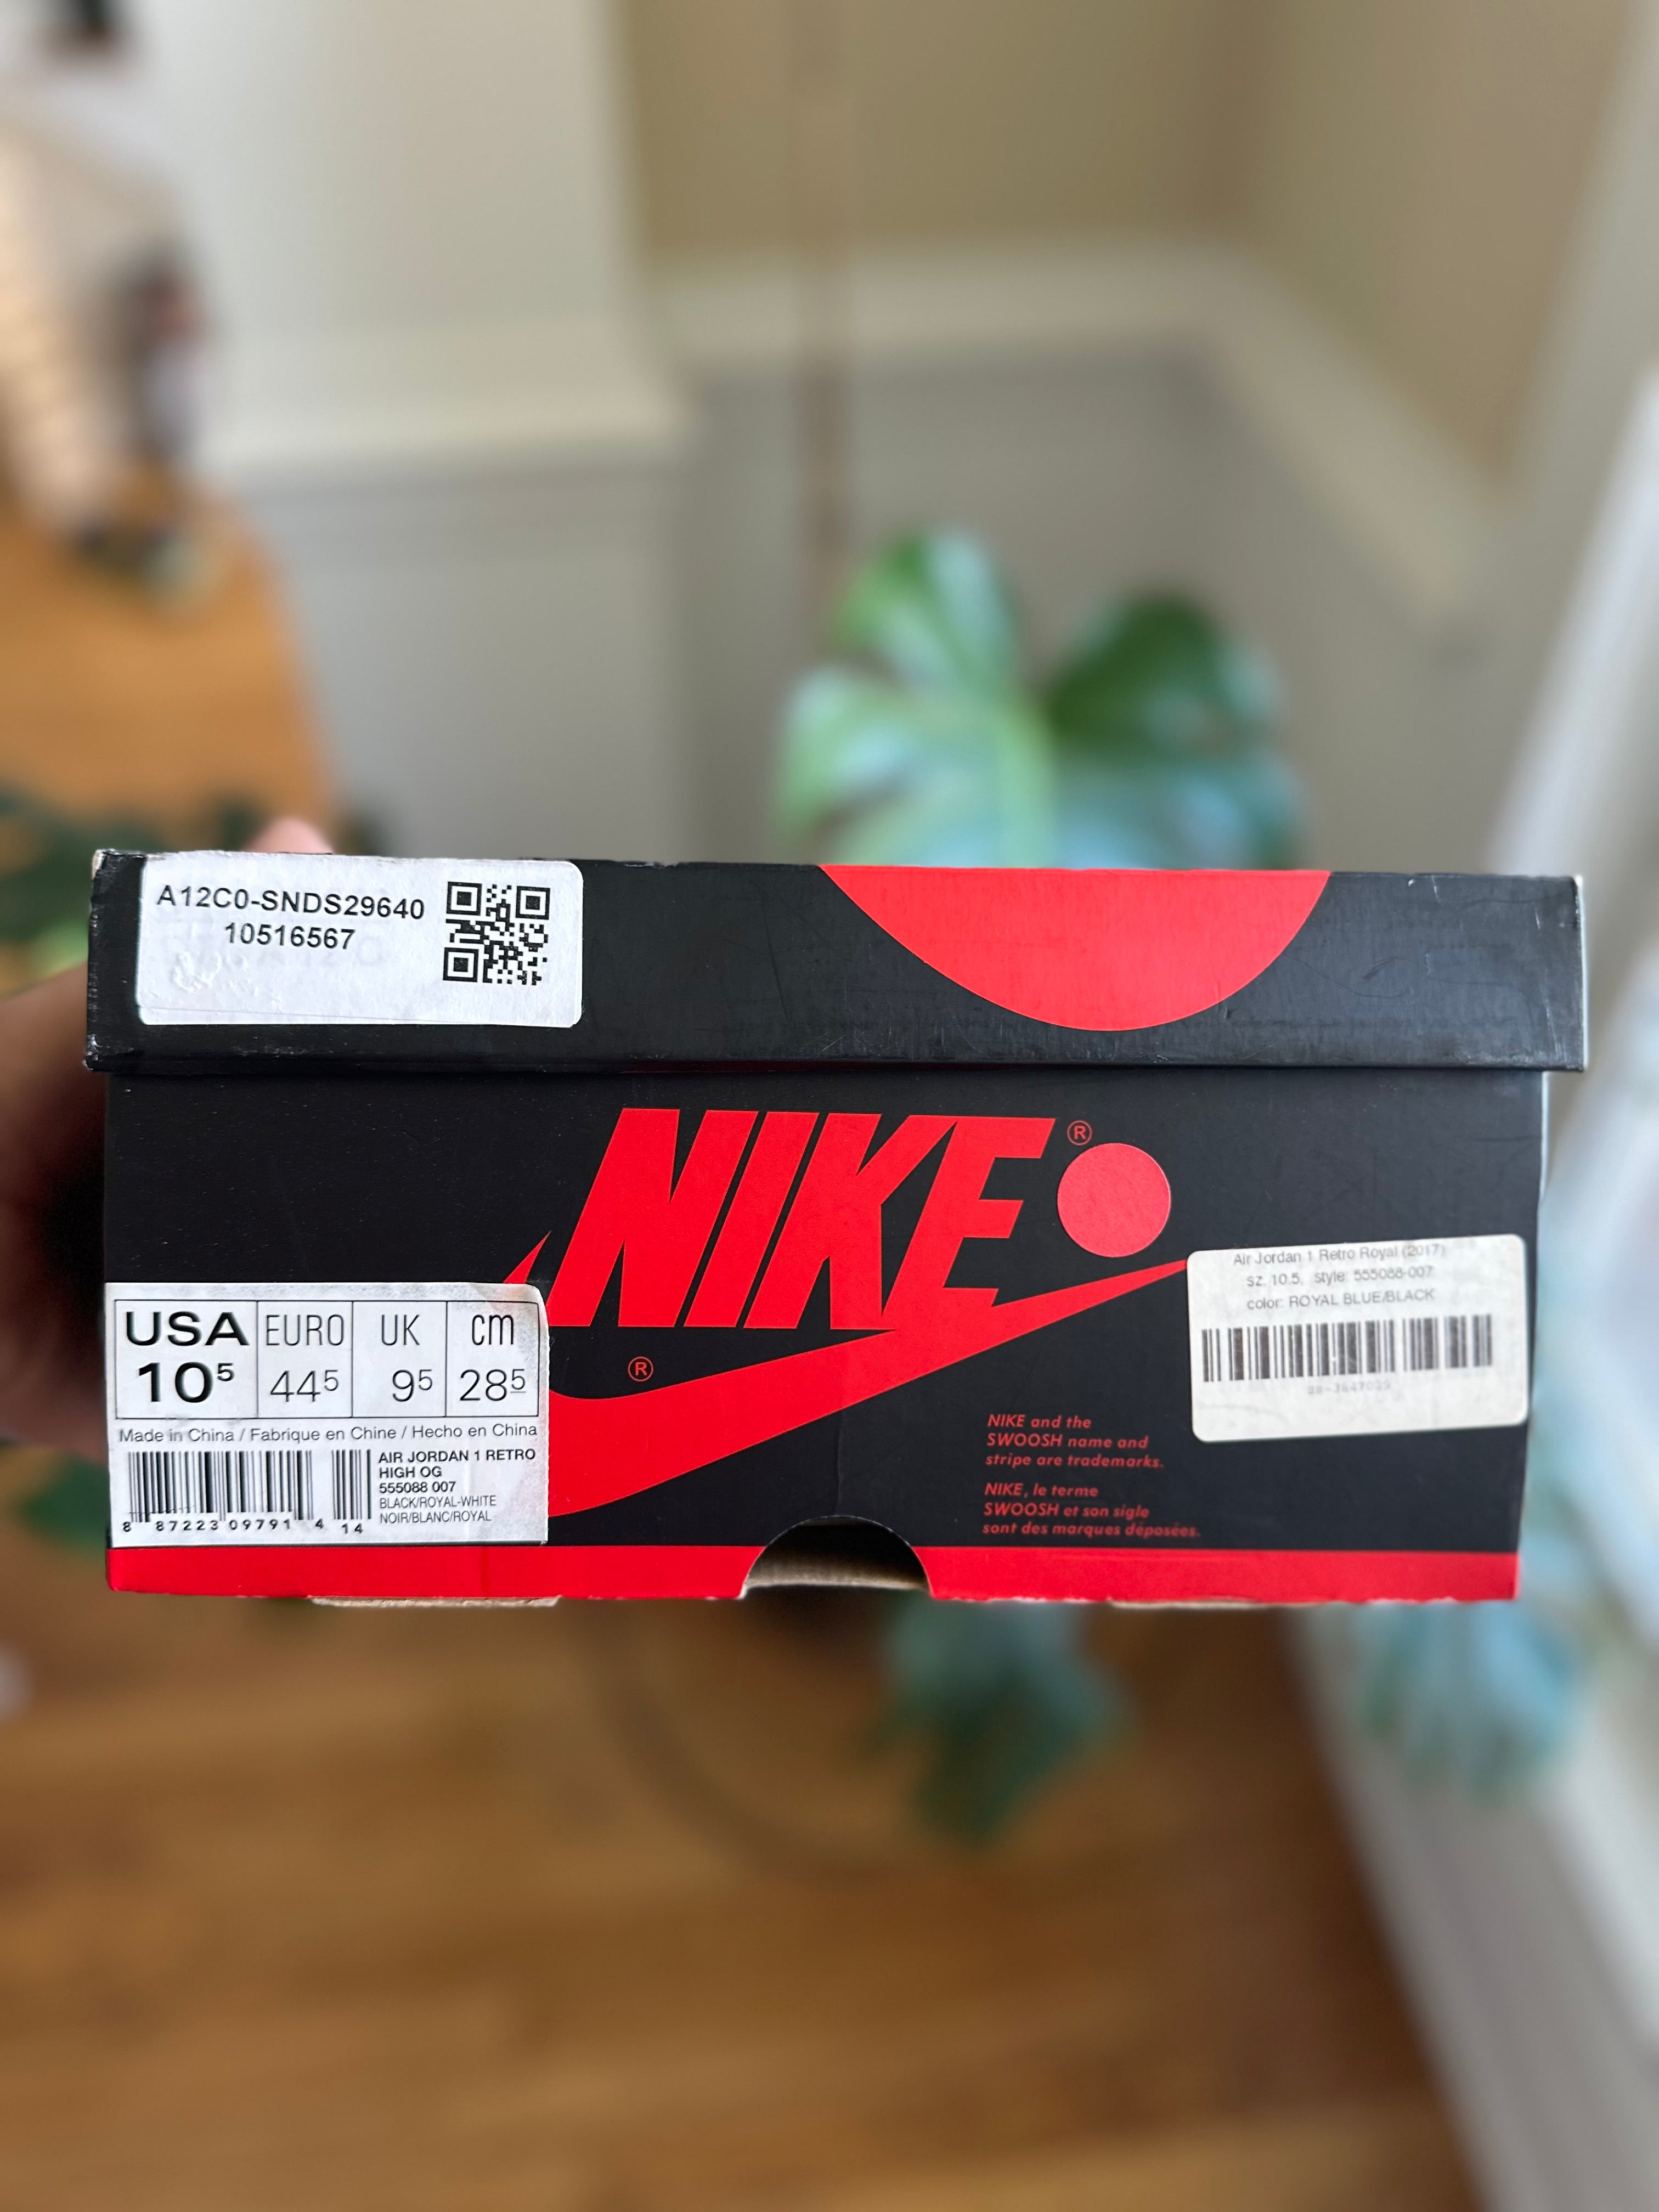 A12C0-SNDS29640
10516567
NIKE®
®
Air Jordan 1 Retro Royal (2017)
sz. 10.5, style: 555088-007
color: ROYAL BLUE/BLACK
USA EURO UK cm
10⁵ 44⁵ 9⁵ 28⁵
Made in China / Fabrique en Chine / Hecho en China
AIR JORDAN 1 RETRO
HIGH OG
555088 007
BLACK/ROYAL-WHITE
NOIR/BLANC/ROYAL
8 87223 09791 4 14
NIKE and the
SWOOSH name and
stripe are trademarks.
NIKE, le terme
SWOOSH et son sigle
sont des marques déposées.